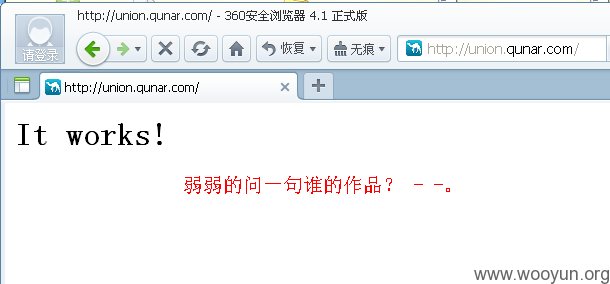 http://union.qunar.com/ - 360安全浏览器 4.1 正式版
请登录
恢复
无痕
http://union.qunar.com/
http://union.qunar.com/
It works!
弱弱的问一句谁的作品？ - -。
www.wooyun.org